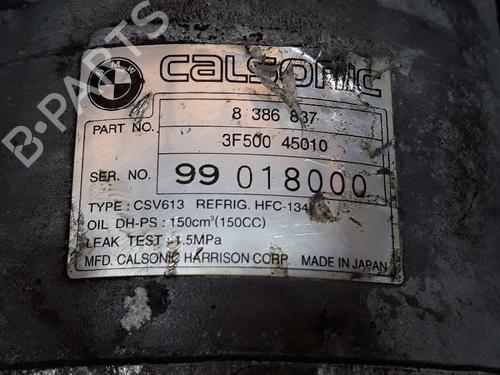 BMW CALSONIC
8 386 837
PART NO. 3F500 45010
SER. NO. 99 018000
TYPE : CSV613 REFRIG. HFC-134
OIL DH-PS : 150cm³(150CC)
LEAK TEST : 1.5MPa
MFD. CALSONIC HARRISON CORP. MADE IN JAPAN
B-PARTS